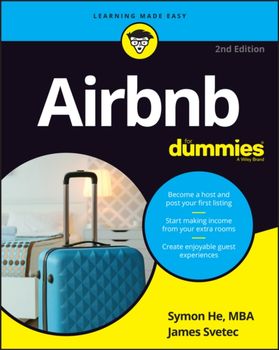 LEARNING MADE EASY
2nd Edition
Airbnb
for
dummies
A Wiley Brand
Become a host and
post your first listing
Start making income
from your extra rooms
Create enjoyable guest
experiences
Symon He, MBA
James Svetec